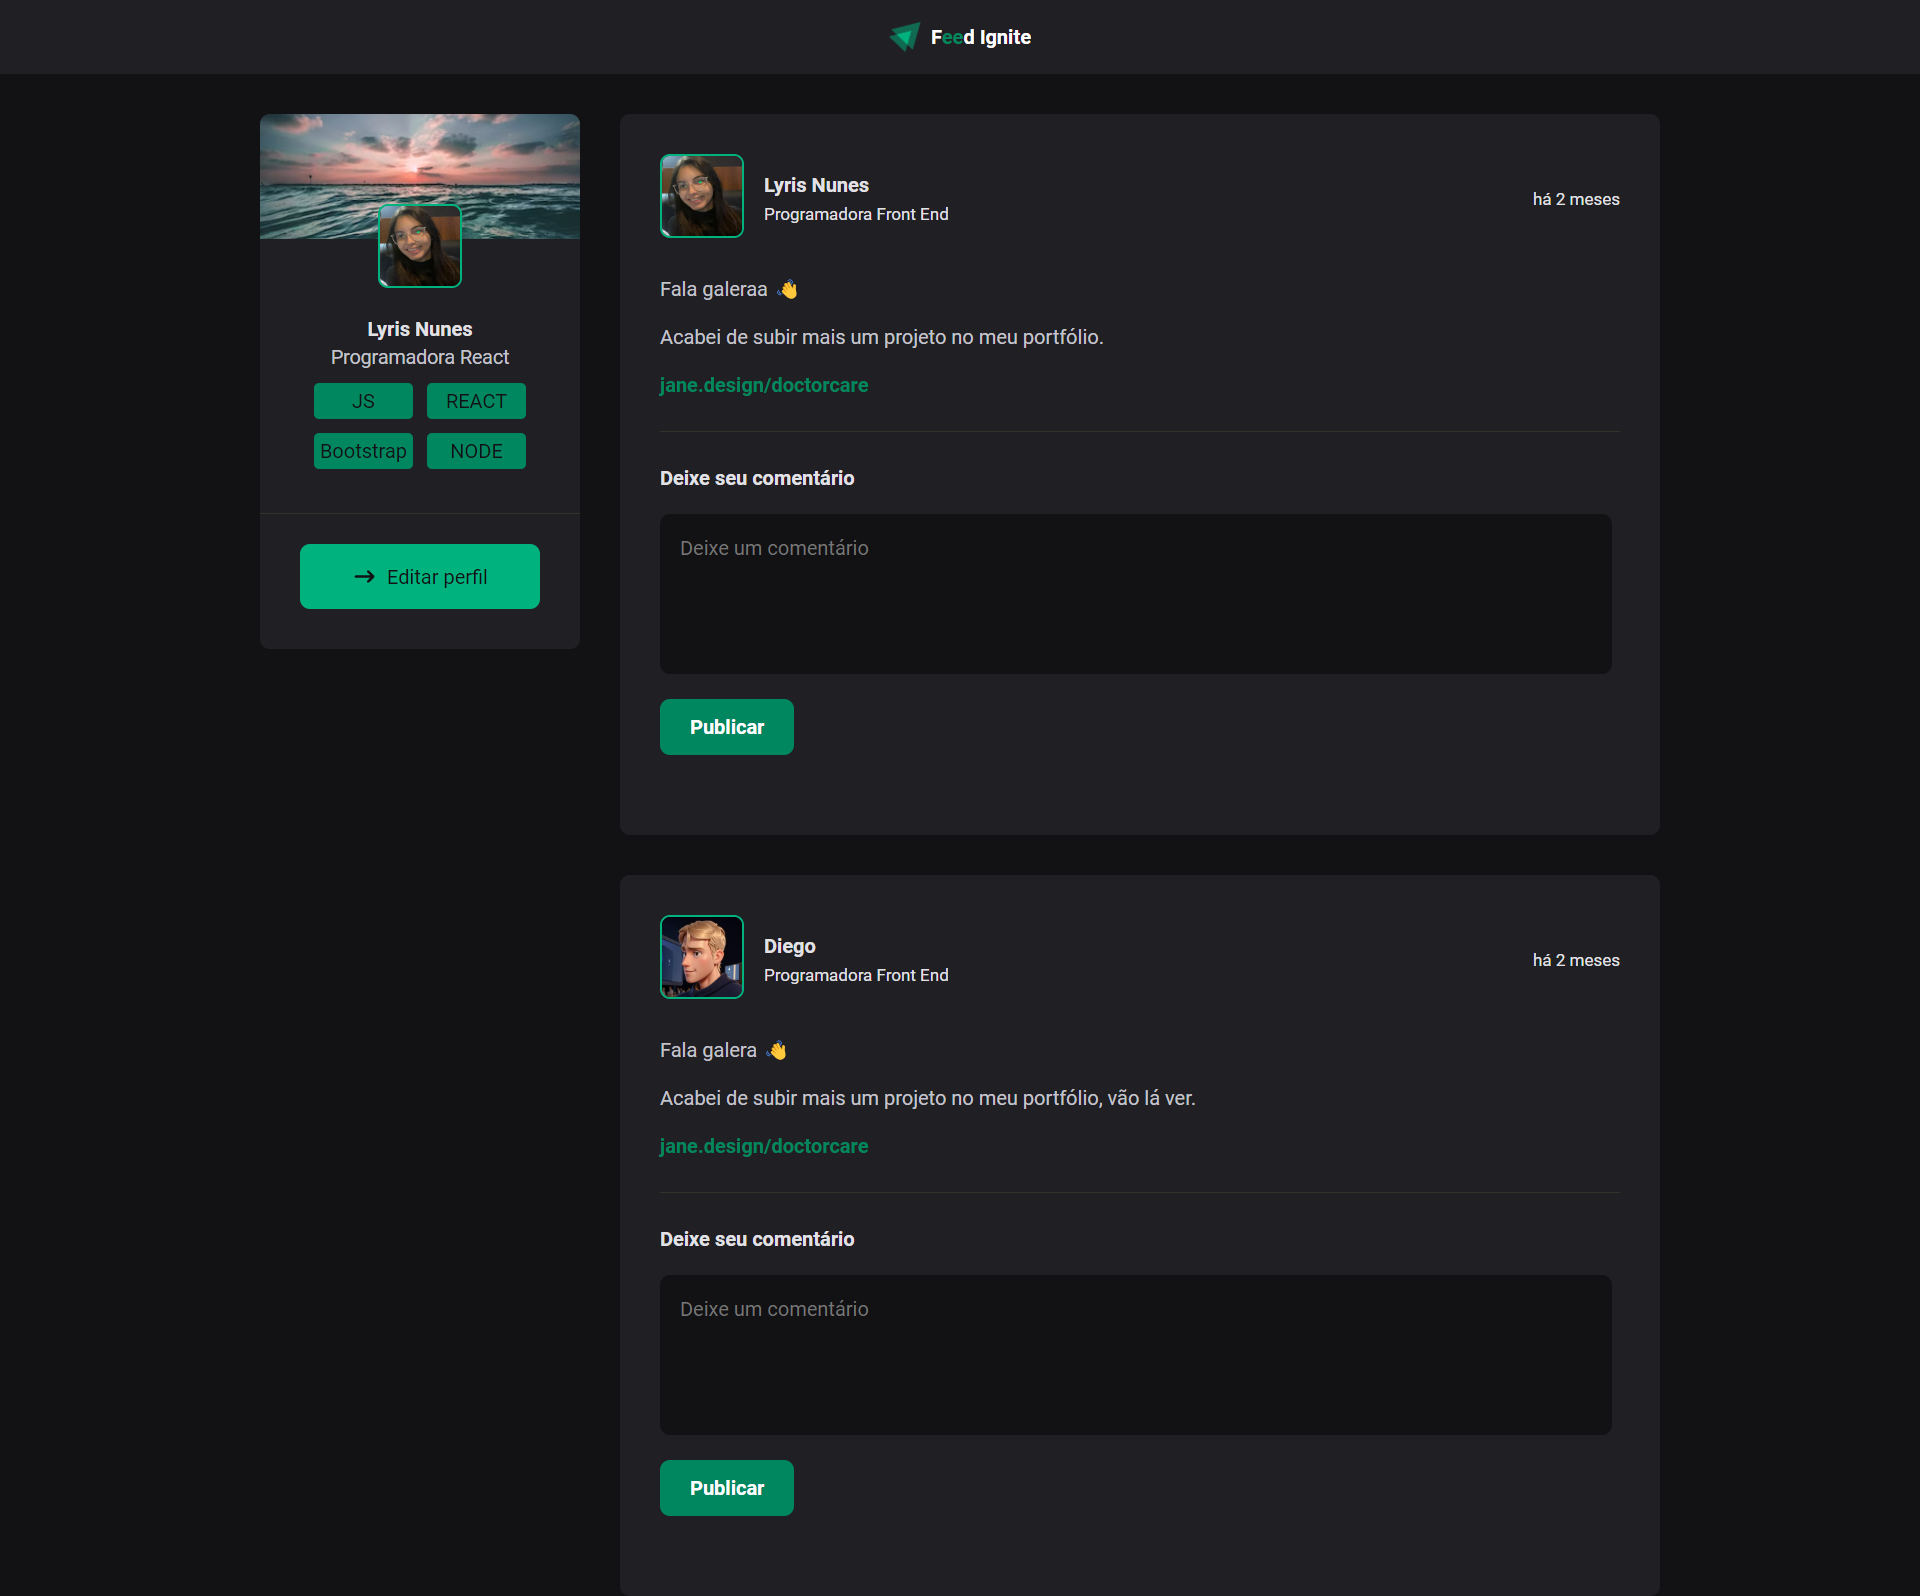 Feed Ignite
Lyris Nunes
Programadora React
JS
REACT
Bootstrap
NODE
Editar perfil
Lyris Nunes
Programadora Front End
há 2 meses
Fala galeraa 👋
Acabei de subir mais um projeto no meu portfólio.
jane.design/doctorcare
Deixe seu comentário
Deixe um comentário
Publicar
Diego
Programadora Front End
há 2 meses
Fala galera 👋
Acabei de subir mais um projeto no meu portfólio, vão lá ver.
jane.design/doctorcare
Deixe seu comentário
Deixe um comentário
Publicar